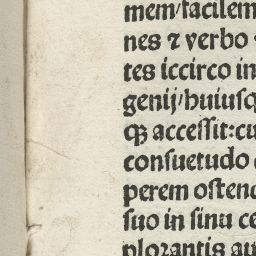 mem/facilem
nes ⁊ verbo
tes iccirco in
genij/huiusq
ꝙ accessit:cu
consuetudo
perem ostend
suo in sinu ce
plorantis au